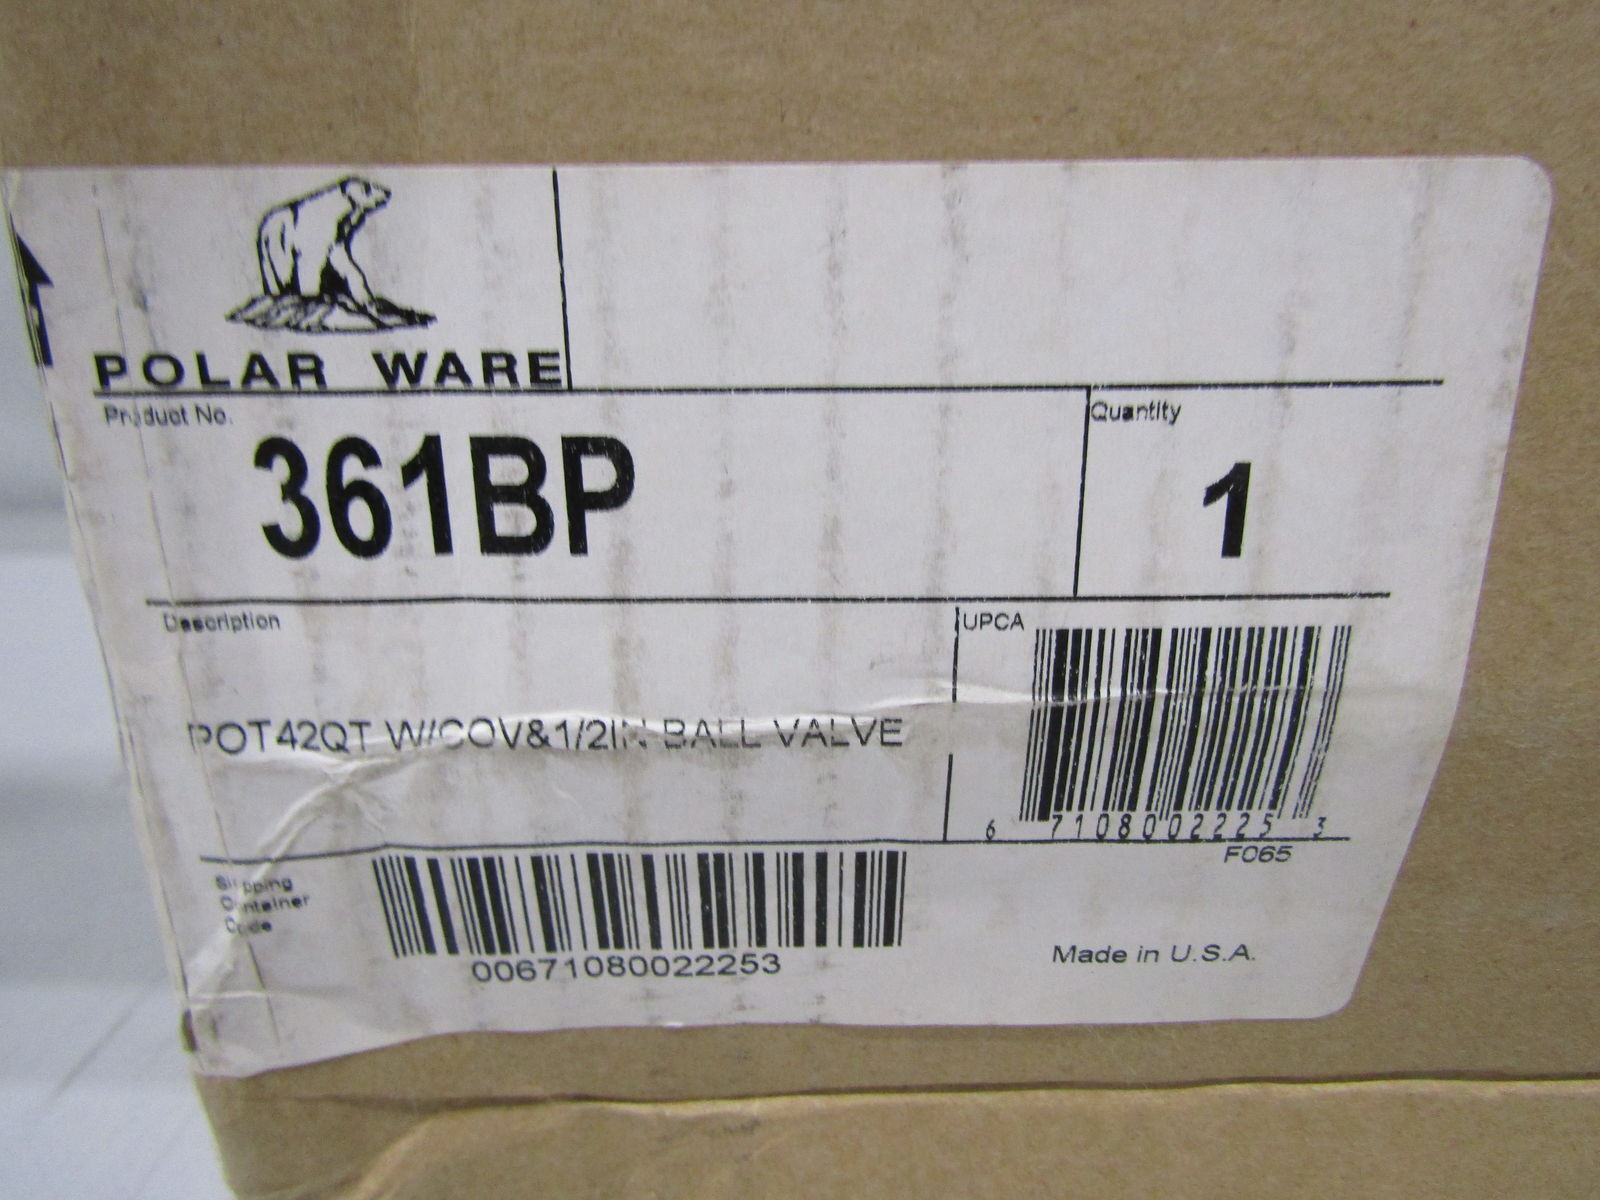 POLAR WARE
Product No.
361BP
Quantity
1
Description
POT42QT W/COV&1/2IN BALL VALVE
UPCA
6 71080 02225 3
F065
Shipping
Container
Code
00671080022253
Made in U.S.A.